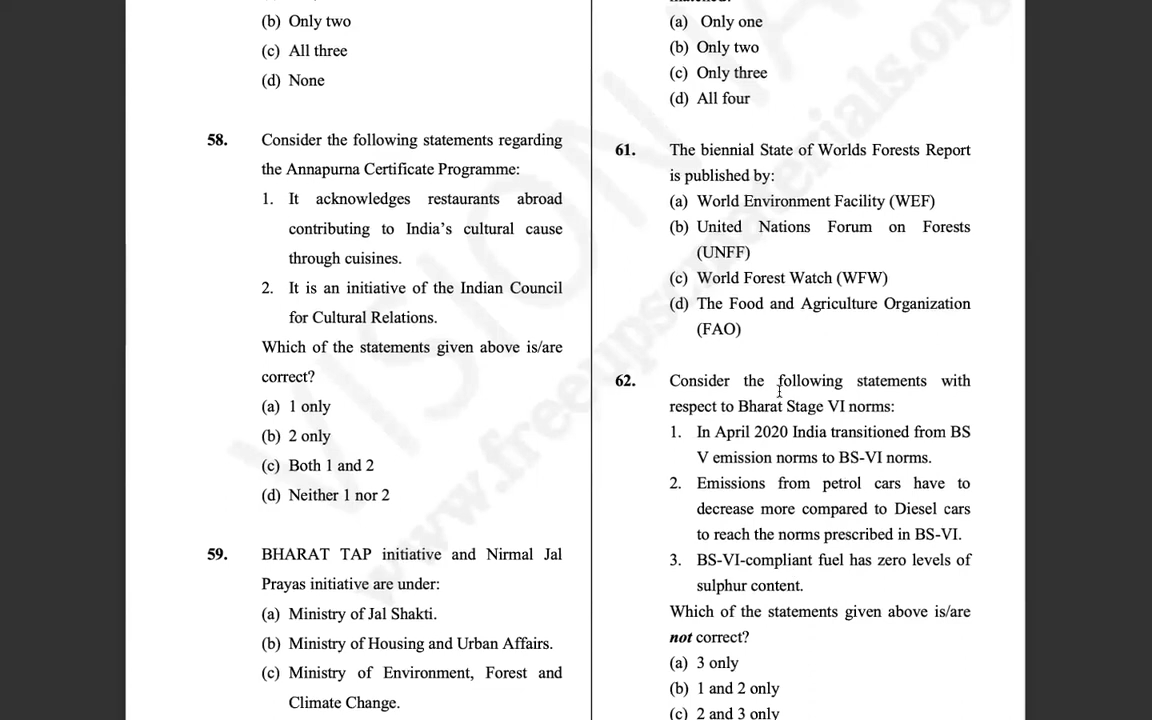 (b) Only two
(c) All three
(d) None
58. Consider the following statements regarding
the Annapurna Certificate Programme:
1. It acknowledges restaurants abroad
contributing to India's cultural cause
through cuisines.
2. It is an initiative of the Indian Council
for Cultural Relations.
Which of the statements given above is/are
correct?
(a) 1 only
(b) 2 only
(c) Both 1 and 2
(d) Neither 1 nor 2
59. BHARAT TAP initiative and Nirmal Jal
Prayas initiative are under:
(a) Ministry of Jal Shakti.
(b) Ministry of Housing and Urban Affairs.
(c) Ministry of Environment, Forest and
Climate Change.
(a) Only one
(b) Only two
(c) Only three
(d) All four
61. The biennial State of Worlds Forests Report
is published by:
(a) World Environment Facility (WEF)
(b) United Nations Forum on Forests
(UNFF)
(c) World Forest Watch (WFW)
(d) The Food and Agriculture Organization
(FAO)
62. Consider the following statements with
respect to Bharat Stage VI norms:
1. In April 2020 India transitioned from BS
V emission norms to BS-VI norms.
2. Emissions from petrol cars have to
decrease more compared to Diesel cars
to reach the norms prescribed in BS-VI.
3. BS-VI-compliant fuel has zero levels of
sulphur content.
Which of the statements given above is/are
not correct?
(a) 3 only
(b) 1 and 2 only
(c) 2 and 3 only
VISION